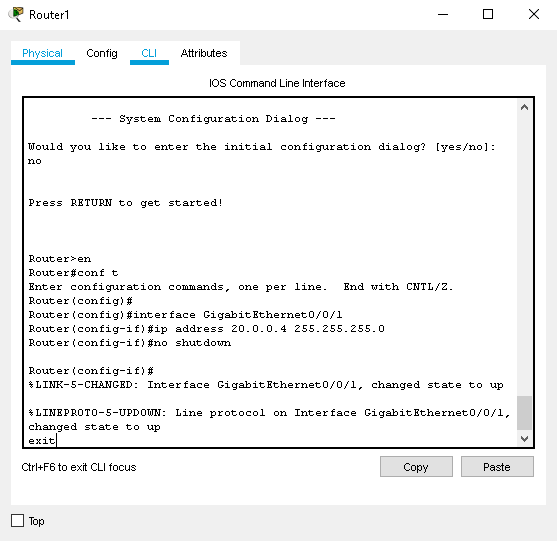 Router1
Physical Config CLI Attributes
IOS Command Line Interface
--- System Configuration Dialog ---
Would you like to enter the initial configuration dialog? [yes/no]:
no
Press RETURN to get started!
Router>en
Router#conf t
Enter configuration commands, one per line.  End with CNTL/Z.
Router(config)#
Router(config)#interface GigabitEthernet0/0/1
Router(config-if)#ip address 20.0.0.4 255.255.255.0
Router(config-if)#no shutdown
Router(config-if)#
%LINK-5-CHANGED: Interface GigabitEthernet0/0/1, changed state to up
%LINEPROTO-5-UPDOWN: Line protocol on Interface GigabitEthernet0/0/1,
changed state to up
exit
Ctrl+F6 to exit CLI focus
Copy Paste
Top